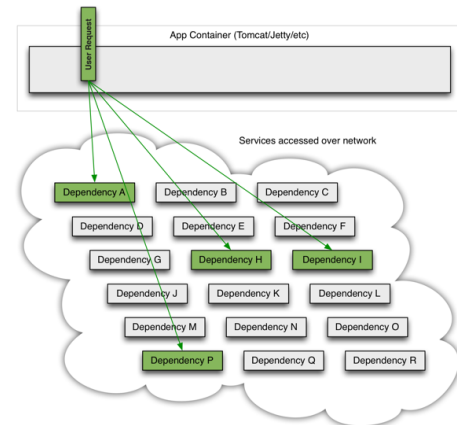 App Container (Tomcat/Jetty/etc)
User Request
Services accessed over network
Dependency A
Dependency B
Dependency C
Dependency D
Dependency E
Dependency F
Dependency G
Dependency H
Dependency I
Dependency J
Dependency K
Dependency L
Dependency M
Dependency N
Dependency O
Dependency P
Dependency Q
Dependency R